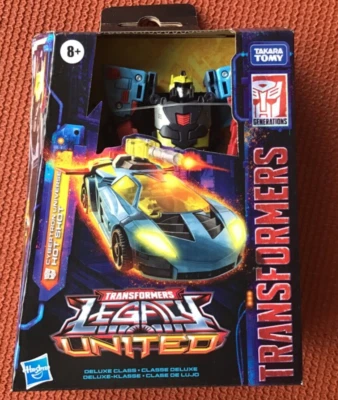 8+
TAKARA
TOMY
GENERATIONS
TRANSFORMERS
CYBERTRON UNIVERSE
HOT SHOT
TRANSFORMERS
LEGACY
UNITED
Hasbro
DELUXE CLASS • CLASSE DELUXE
DELUXE-KLASSE • CLASE DE LUJO